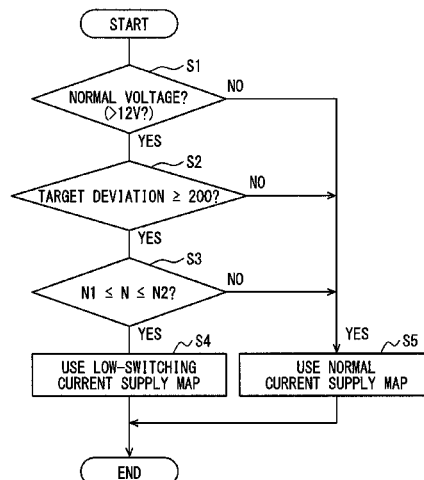 START
S1
NORMAL VOLTAGE?
(>12V?)
NO
YES
S2
TARGET DEVIATION ≥ 200?
NO
YES
S3
N1 ≤ N ≤ N2?
NO
YES
S4
USE LOW-SWITCHING
CURRENT SUPPLY MAP
YES
S5
USE NORMAL
CURRENT SUPPLY MAP
END